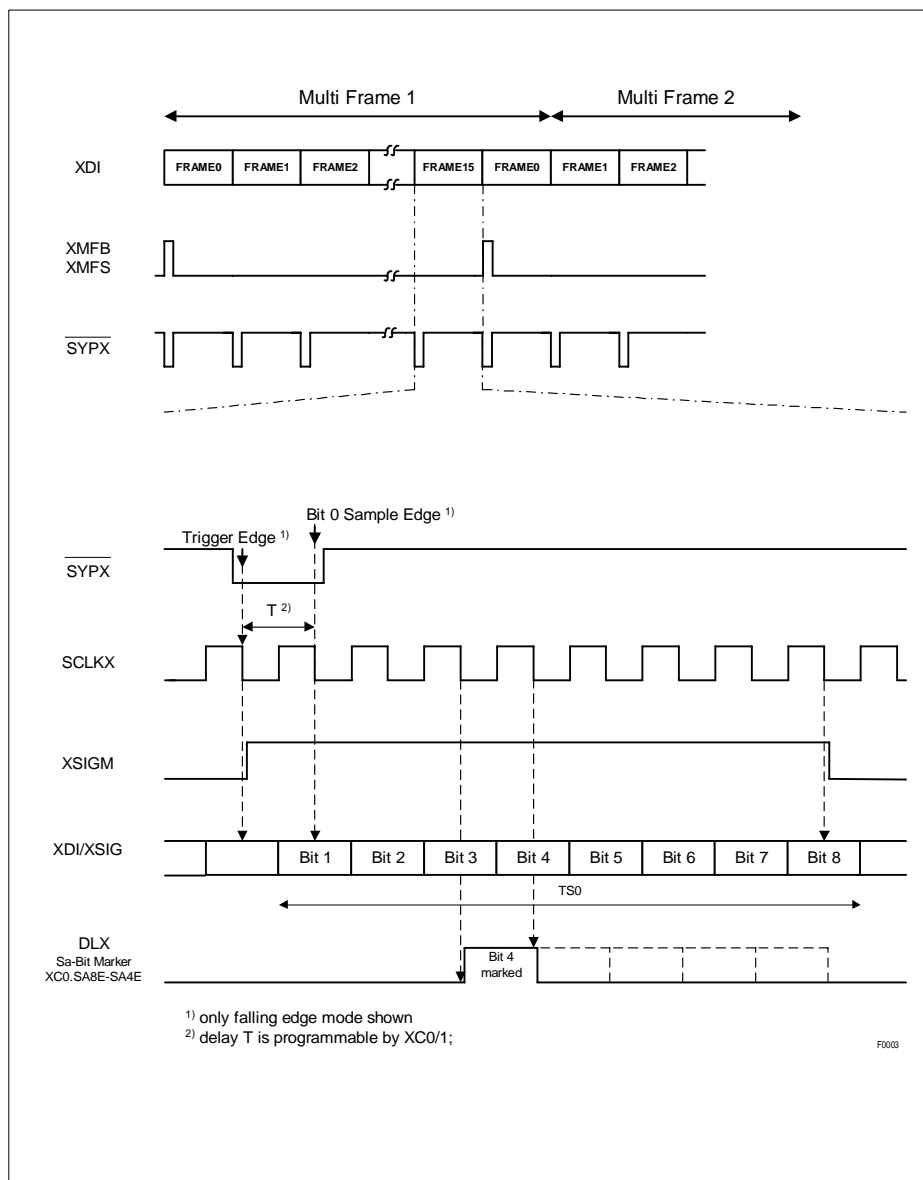 Multi Frame 1 Multi Frame 2
XDI FRAME0 FRAME1 FRAME2 FRAME15 FRAME0 FRAME1 FRAME2
XMFB
XMFS
SYPX
Bit 0 Sample Edge 1)
Trigger Edge 1)
SYPX
T 2)
SCLKX
XSIGM
XDI/XSIG Bit 1 Bit 2 Bit 3 Bit 4 Bit 5 Bit 6 Bit 7 Bit 8
TS0
DLX
Sa-Bit Marker
XC0.SA8E-SA4E
Bit 4
marked
1) only falling edge mode shown
2) delay T is programmable by XC0/1;
F0003